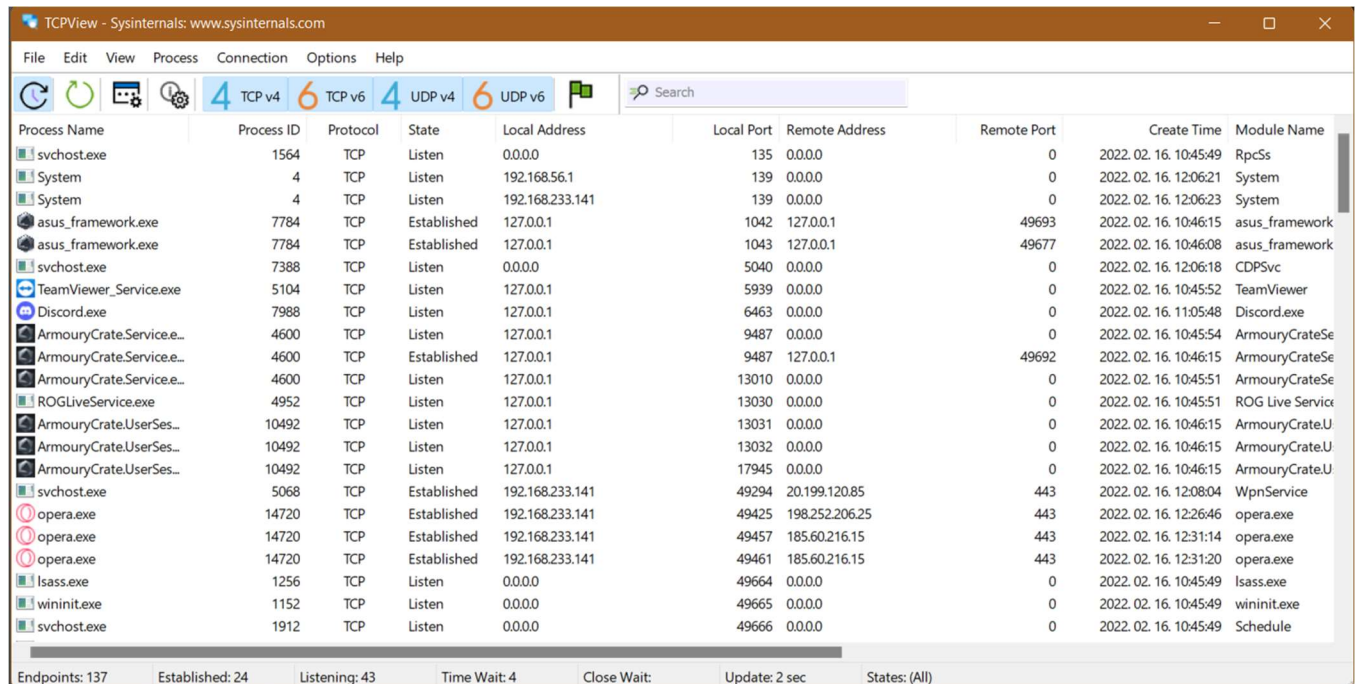 TCPView - Sysinternals: www.sysinternals.com
File Edit View Process Connection Options Help
4 TCP v4 6 TCP v6 4 UDP v4 6 UDP v6 Search
Process Name Process ID Protocol State Local Address Local Port Remote Address Remote Port Create Time Module Name
svchost.exe 1564 TCP Listen 0.0.0.0 135 0.0.0.0 0 2022. 02. 16. 10:45:49 RpcSs
System 4 TCP Listen 192.168.56.1 139 0.0.0.0 0 2022. 02. 16. 12:06:21 System
System 4 TCP Listen 192.168.233.141 139 0.0.0.0 0 2022. 02. 16. 12:06:23 System
asus_framework.exe 7784 TCP Established 127.0.0.1 1042 127.0.0.1 49693 2022. 02. 16. 10:46:15 asus_framework
asus_framework.exe 7784 TCP Established 127.0.0.1 1043 127.0.0.1 49677 2022. 02. 16. 10:46:08 asus_framework
svchost.exe 7388 TCP Listen 0.0.0.0 5040 0.0.0.0 0 2022. 02. 16. 12:06:18 CDPSvc
TeamViewer_Service.exe 5104 TCP Listen 127.0.0.1 5939 0.0.0.0 0 2022. 02. 16. 10:45:52 TeamViewer
Discord.exe 7988 TCP Listen 127.0.0.1 6463 0.0.0.0 0 2022. 02. 16. 11:05:48 Discord.exe
ArmouryCrate.Service.e... 4600 TCP Listen 127.0.0.1 9487 0.0.0.0 0 2022. 02. 16. 10:45:54 ArmouryCrateSe
ArmouryCrate.Service.e... 4600 TCP Established 127.0.0.1 9487 127.0.0.1 49692 2022. 02. 16. 10:46:15 ArmouryCrateSe
ArmouryCrate.Service.e... 4600 TCP Listen 127.0.0.1 13010 0.0.0.0 0 2022. 02. 16. 10:45:51 ArmouryCrateSe
ROGLiveService.exe 4952 TCP Listen 127.0.0.1 13030 0.0.0.0 0 2022. 02. 16. 10:45:51 ROG Live Service
ArmouryCrate.UserSes... 10492 TCP Listen 127.0.0.1 13031 0.0.0.0 0 2022. 02. 16. 10:46:15 ArmouryCrate.U
ArmouryCrate.UserSes... 10492 TCP Listen 127.0.0.1 13032 0.0.0.0 0 2022. 02. 16. 10:46:15 ArmouryCrate.U
ArmouryCrate.UserSes... 10492 TCP Listen 127.0.0.1 17945 0.0.0.0 0 2022. 02. 16. 10:46:15 ArmouryCrate.U
svchost.exe 5068 TCP Established 192.168.233.141 49294 20.199.120.85 443 2022. 02. 16. 12:08:04 WpnService
opera.exe 14720 TCP Established 192.168.233.141 49425 198.252.206.25 443 2022. 02. 16. 12:26:46 opera.exe
opera.exe 14720 TCP Established 192.168.233.141 49457 185.60.216.15 443 2022. 02. 16. 12:31:14 opera.exe
opera.exe 14720 TCP Established 192.168.233.141 49461 185.60.216.15 443 2022. 02. 16. 12:31:20 opera.exe
lsass.exe 1256 TCP Listen 0.0.0.0 49664 0.0.0.0 0 2022. 02. 16. 10:45:49 lsass.exe
wininit.exe 1152 TCP Listen 0.0.0.0 49665 0.0.0.0 0 2022. 02. 16. 10:45:49 wininit.exe
svchost.exe 1912 TCP Listen 0.0.0.0 49666 0.0.0.0 0 2022. 02. 16. 10:45:49 Schedule
Endpoints: 137 Established: 24 Listening: 43 Time Wait: 4 Close Wait: Update: 2 sec States: (All)